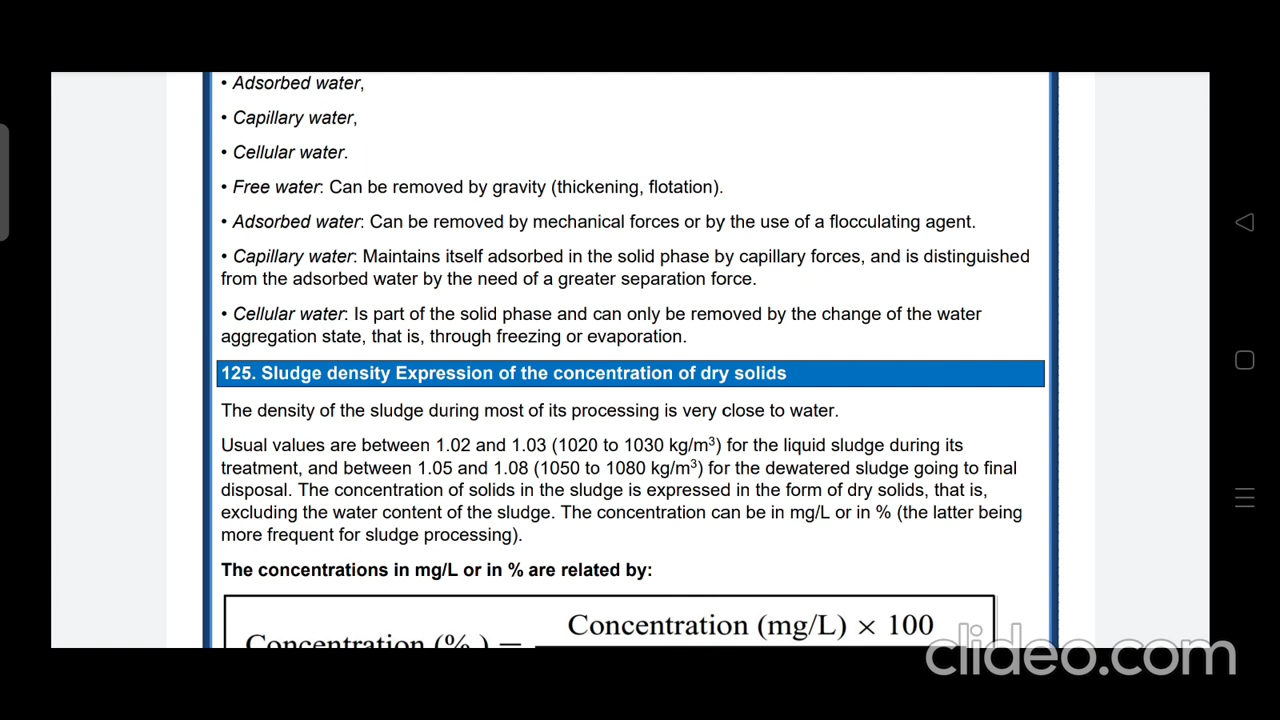 • Adsorbed water,
• Capillary water,
• Cellular water.
• Free water: Can be removed by gravity (thickening, flotation).
• Adsorbed water: Can be removed by mechanical forces or by the use of a flocculating agent.
• Capillary water: Maintains itself adsorbed in the solid phase by capillary forces, and is distinguished
from the adsorbed water by the need of a greater separation force.
• Cellular water: Is part of the solid phase and can only be removed by the change of the water
aggregation state, that is, through freezing or evaporation.
125. Sludge density Expression of the concentration of dry solids
The density of the sludge during most of its processing is very close to water.
Usual values are between 1.02 and 1.03 (1020 to 1030 kg/m³) for the liquid sludge during its
treatment, and between 1.05 and 1.08 (1050 to 1080 kg/m³) for the dewatered sludge going to final
disposal. The concentration of solids in the sludge is expressed in the form of dry solids, that is,
excluding the water content of the sludge. The concentration can be in mg/L or in % (the latter being
more frequent for sludge processing).
The concentrations in mg/L or in % are related by:
Concentration (mg/L) × 100
Concentration (% ) =
clideo.com